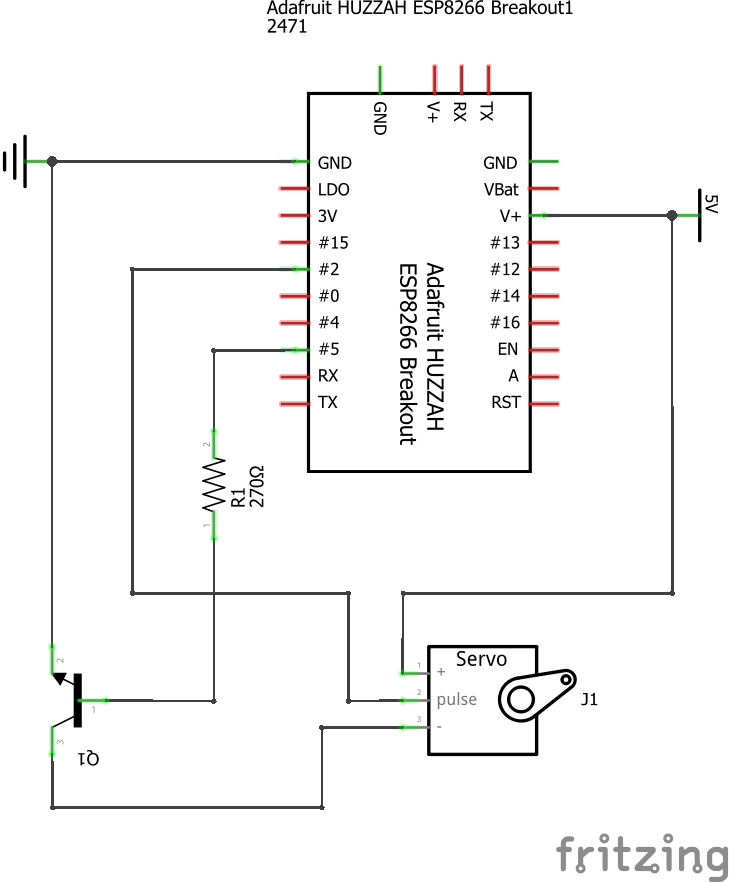 Adafruit HUZZAH ESP8266 Breakout1
2471
GND
V+
RX
TX
GND
LDO
3V
#15
#2
#0
#4
#5
RX
TX
GND
VBat
V+
#13
#12
#14
#16
EN
A
RST
Adafruit HUZZAH
ESP8266 Breakout
5V
2
R1
270Ω
1
2
1
3
Q1
Servo
1 +
2 pulse
3 -
J1
fritzing